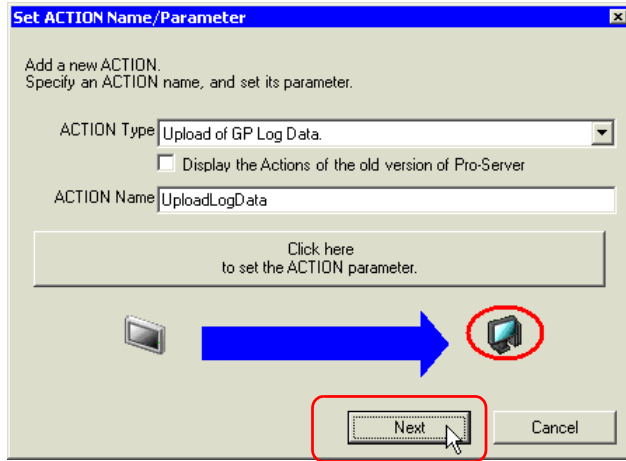 Set ACTION Name/Parameter
Add a new ACTION.
Specify an ACTION name, and set its parameter.
ACTION Type Upload of GP Log Data.
Display the Actions of the old version of Pro-Server
ACTION Name UploadLogData
Click here
to set the ACTION parameter.
Next Cancel